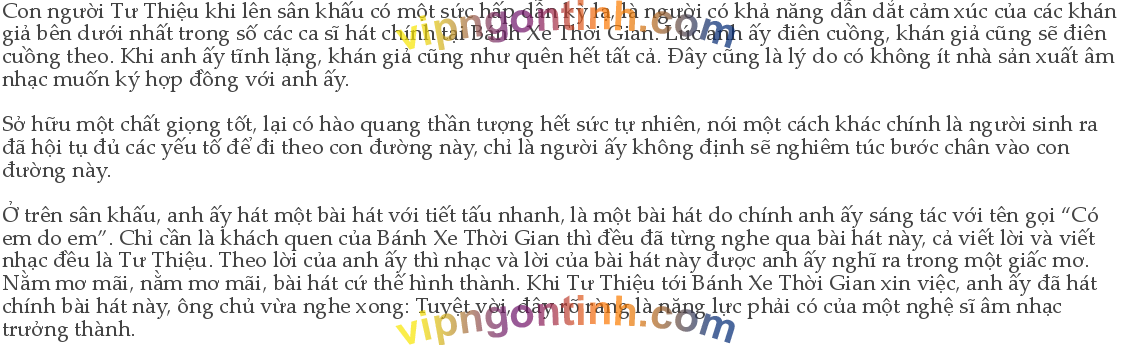 Con người Tư Thiệu khi lên sân khấu có một sức hấp dẫn kỳ lạ, là người có khả năng dẫn dắt cảm xúc của các khán
giả bên dưới nhất trong số các ca sĩ hát chính tại Bánh Xe Thời Gian. Lúc anh ấy điên cuồng, khán giả cũng sẽ điên
cuồng theo. Khi anh ấy tĩnh lặng, khán giả cũng như quên hết tất cả. Đây cũng là lý do có không ít nhà sản xuất âm
nhạc muốn ký hợp đồng với anh ấy.
Sở hữu một chất giọng tốt, lại có hào quang thần tượng hết sức tự nhiên, nói một cách khác chính là người sinh ra
đã hội tụ đủ các yếu tố để đi theo con đường này, chỉ là người ấy không định sẽ nghiêm túc bước chân vào con
đường này.
Ở trên sân khấu, anh ấy hát một bài hát với tiết tấu nhanh, là một bài hát do chính anh ấy sáng tác với tên gọi “Có
em do em”. Chỉ cần là khách quen của Bánh Xe Thời Gian thì đều đã từng nghe qua bài hát này, cả viết lời và viết
nhạc đều là Tư Thiệu. Theo lời của anh ấy thì nhạc và lời của bài hát này được anh ấy nghĩ ra trong một giấc mơ.
Nằm mơ mãi, nằm mơ mãi, bài hát cứ thế hình thành. Khi Tư Thiệu tới Bánh Xe Thời Gian xin việc, anh ấy đã hát
chính bài hát này, ông chủ vừa nghe xong: Tuyệt vời, đây rõ ràng là năng lực phải có của một nghệ sĩ âm nhạc
trưởng thành.
vipngontinh.com
vipngontinh.com